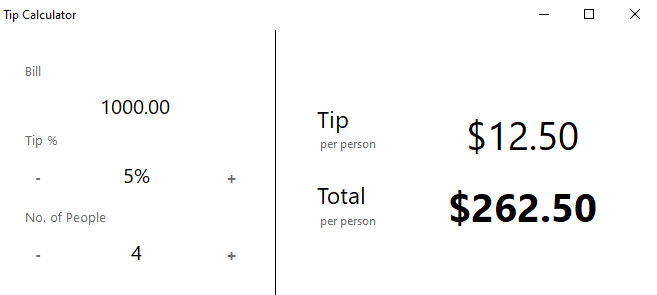 Tip Calculator
Bill
1000.00
Tip %
- 5% +
No. of People
- 4 +
Tip
per person
$12.50
Total
per person
$262.50